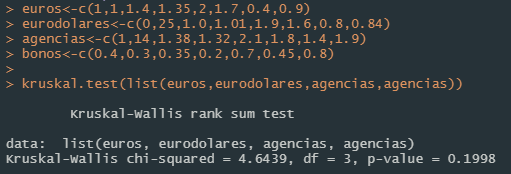 > euros<-c(1,1,1.4,1.35,2,1.7,0.4,0.9)
> eurodolares<-c(0,25,1.0,1.01,1.9,1.6,0.8,0.84)
> agencias<-c(1,14,1.38,1.32,2.1,1.8,1.4,1.9)
> bonos<-c(0.4,0.3,0.35,0.2,0.7,0.45,0.8)
>
> kruskal.test(list(euros,eurodolares,agencias,agencias))
Kruskal-Wallis rank sum test
data:  list(euros, eurodolares, agencias, agencias)
Kruskal-Wallis chi-squared = 4.6439, df = 3, p-value = 0.1998